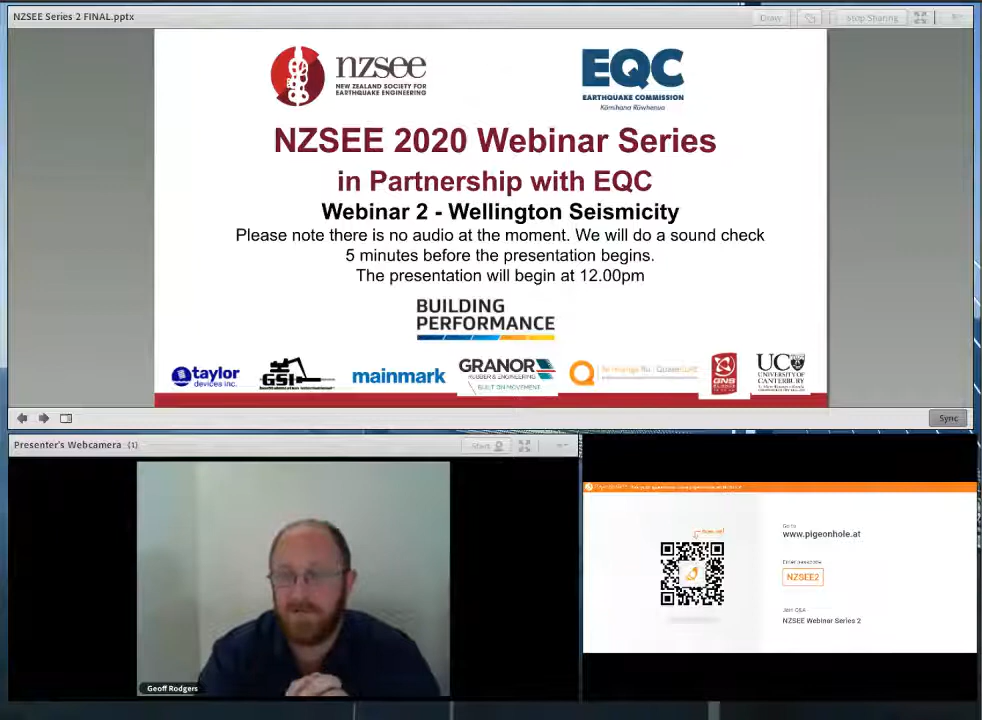 NZSEE Series 2 FINAL.pptx
Draw
Stop Sharing
nzsee
NEW ZEALAND SOCIETY FOR
EARTHQUAKE ENGINEERING
EQC
EARTHQUAKE COMMISSION
Kōmihana Rūwhenua
NZSEE 2020 Webinar Series
in Partnership with EQC
Webinar 2 - Wellington Seismicity
Please note there is no audio at the moment. We will do a sound check
5 minutes before the presentation begins.
The presentation will begin at 12.00pm
BUILDING
PERFORMANCE
taylor
devices inc.
GSI
mainmark
GRANOR
RUBBER & ENGINEERING
BUILT ON MOVEMENT
GNS
UC
UNIVERSITY OF
CANTERBURY
Sync
Presenter's Webcamera (1)
Start
Geoff Rodgers
Go to
www.pigeonhole.at
Enter passcode
NZSEE2
Join Q&A
NZSEE Webinar Series 2